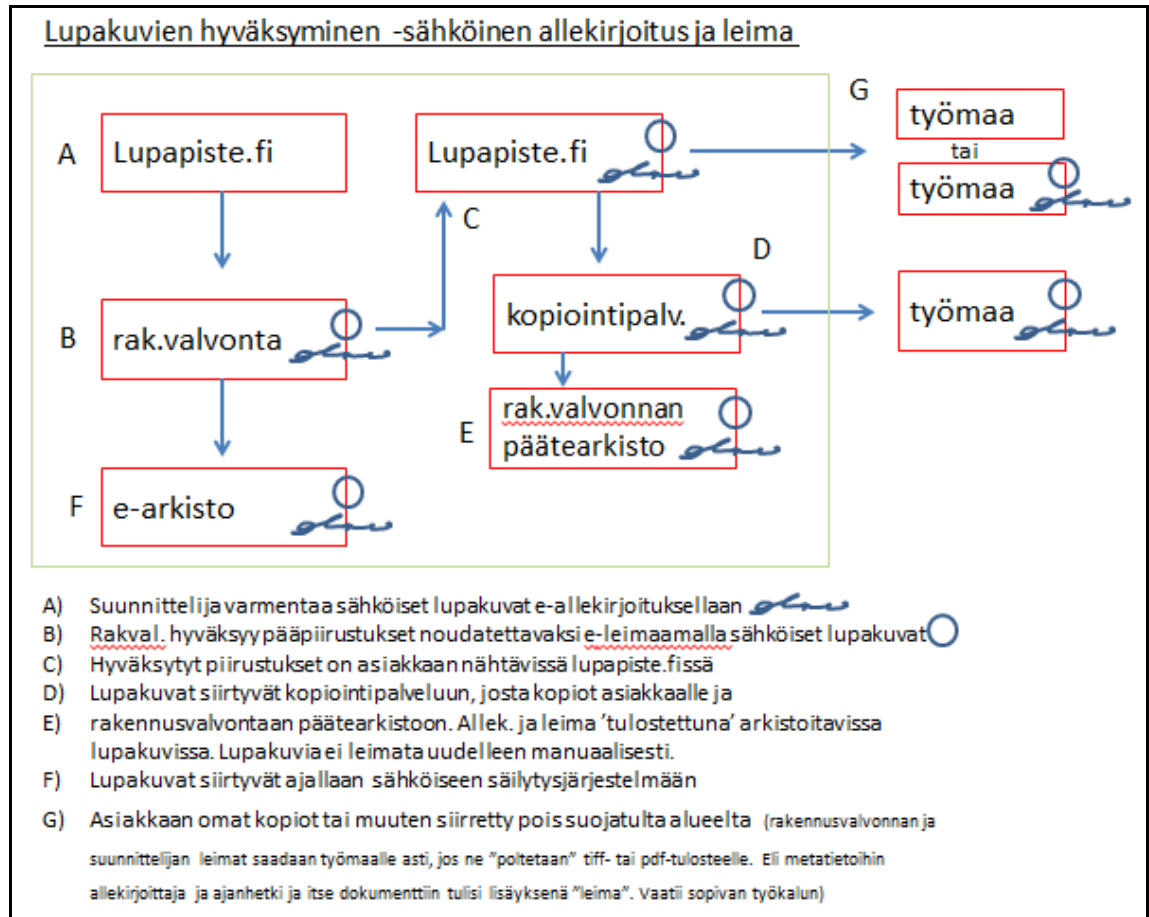 Lupakuvien hyväksyminen -sähköinen allekirjoitus ja leima
G
A
Lupapiste.fi
Lupapiste.fi
työmaa
tai
työmaa
C
D
B
rak.valvonta
kopiointipalv.
työmaa
E
rak.valvonnan
päätearkisto
F
e-arkisto
A) Suunnittelija varmentaa sähköiset lupakuvat e-allekirjoituksellaan
B) Rakval. hyväksyy pääpiirustukset noudatettavaksi e-leimaamalla sähköiset lupakuvat
C) Hyväksytyt piirustukset on asiakkaan nähtävissä lupapiste.fissä
D) Lupakuvat siirtyvät kopiointipalveluun, josta kopiot asiakkaalle ja
E) rakennusvalvontaan päätearkistoon. Allek. ja leima ’tulostettuna’ arkistoitavissa
lupakuvissa. Lupakuvia ei leimata uudelleen manuaalisesti.
F) Lupakuvat siirtyvät ajallaan sähköiseen säilytysjärjestelmään
G) Asiakkaan omat kopiot tai muuten siirretty pois suojatulta alueelta (rakennusvalvonnan ja
suunnittelijan leimat saadaan työmaalle asti, jos ne ”poltetaan” tiff- tai pdf-tulosteelle. Eli metatietoihin
allekirjoittaja ja ajanhetki ja itse dokumenttiin tulisi lisäyksenä ”leima”. Vaatii sopivan työkalun)